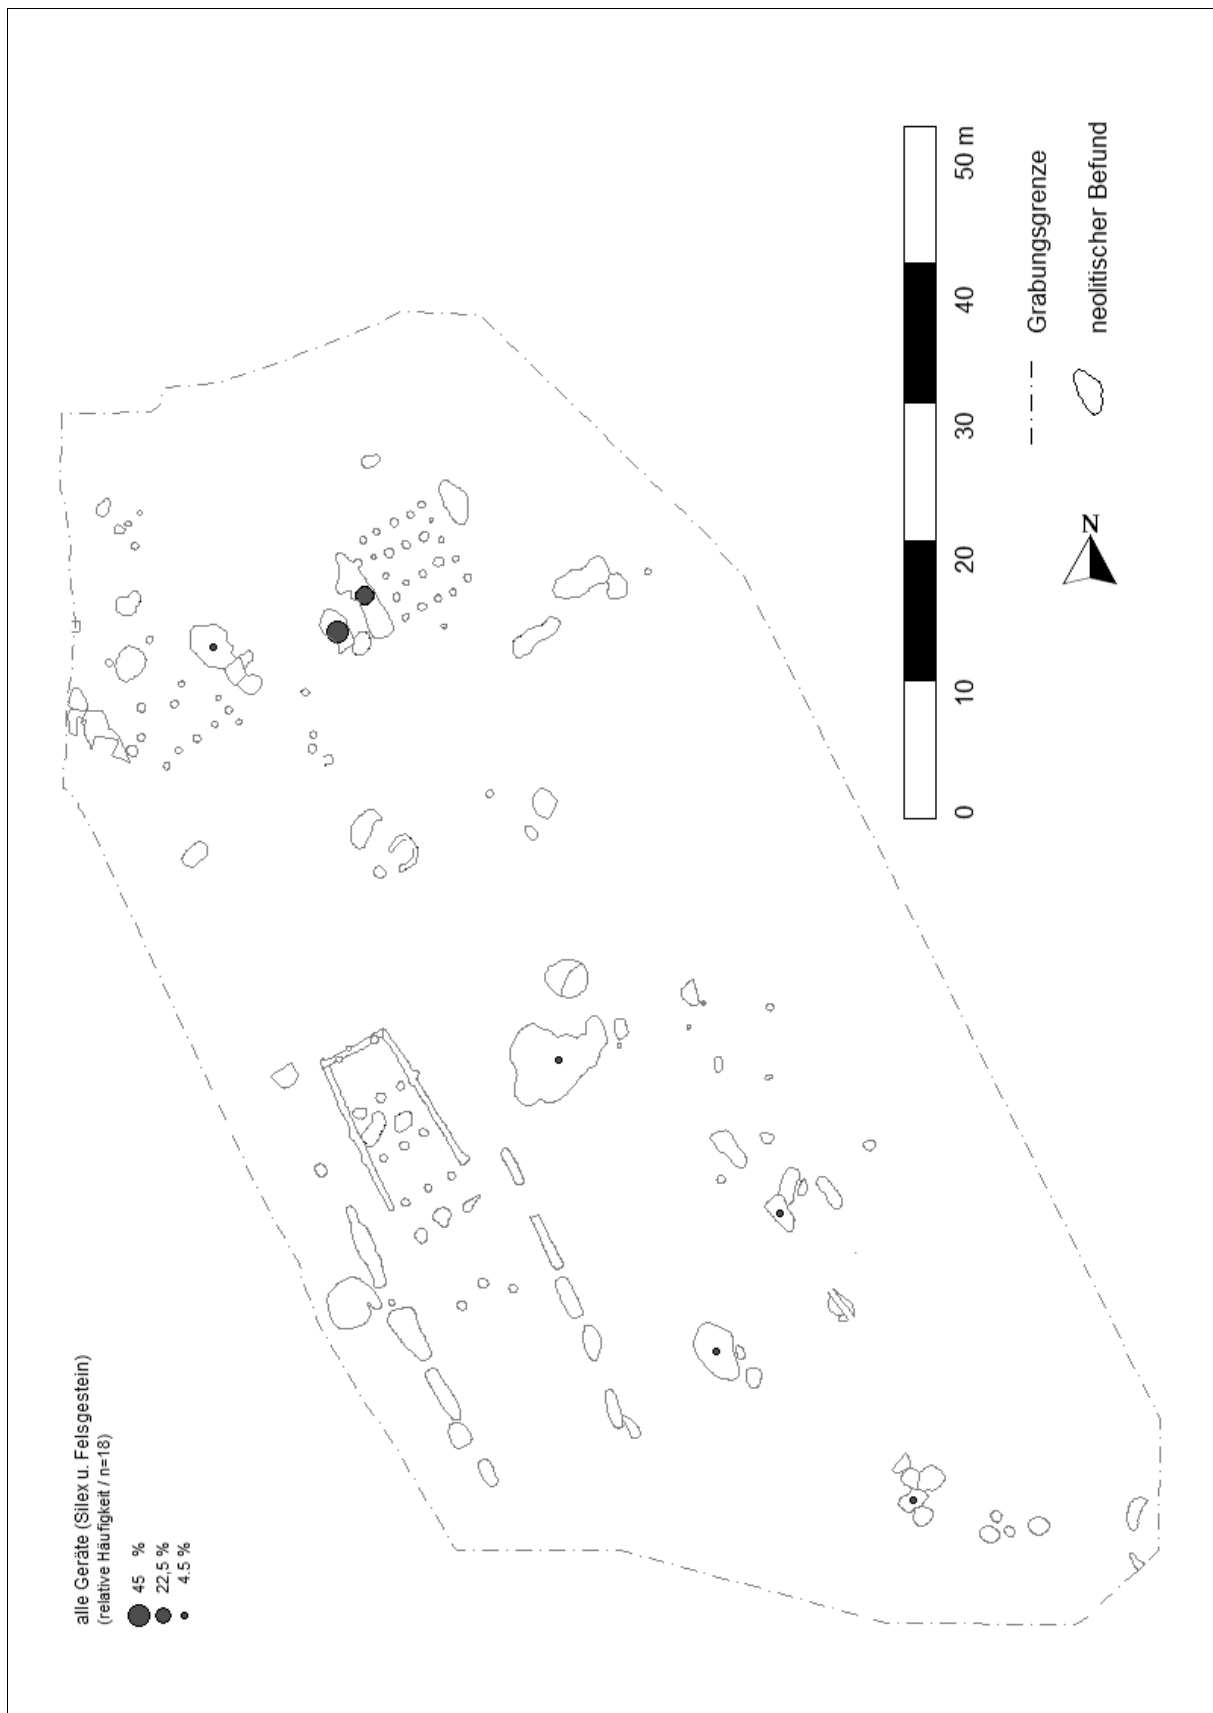 alle Geräte (Silex u. Felsgestein)
(relative Häufigkeit / n=18)
45 %
22,5 %
4.5 %
0 10 20 30 40 50 m
Grabungsgrenze
neolitischer Befund
N